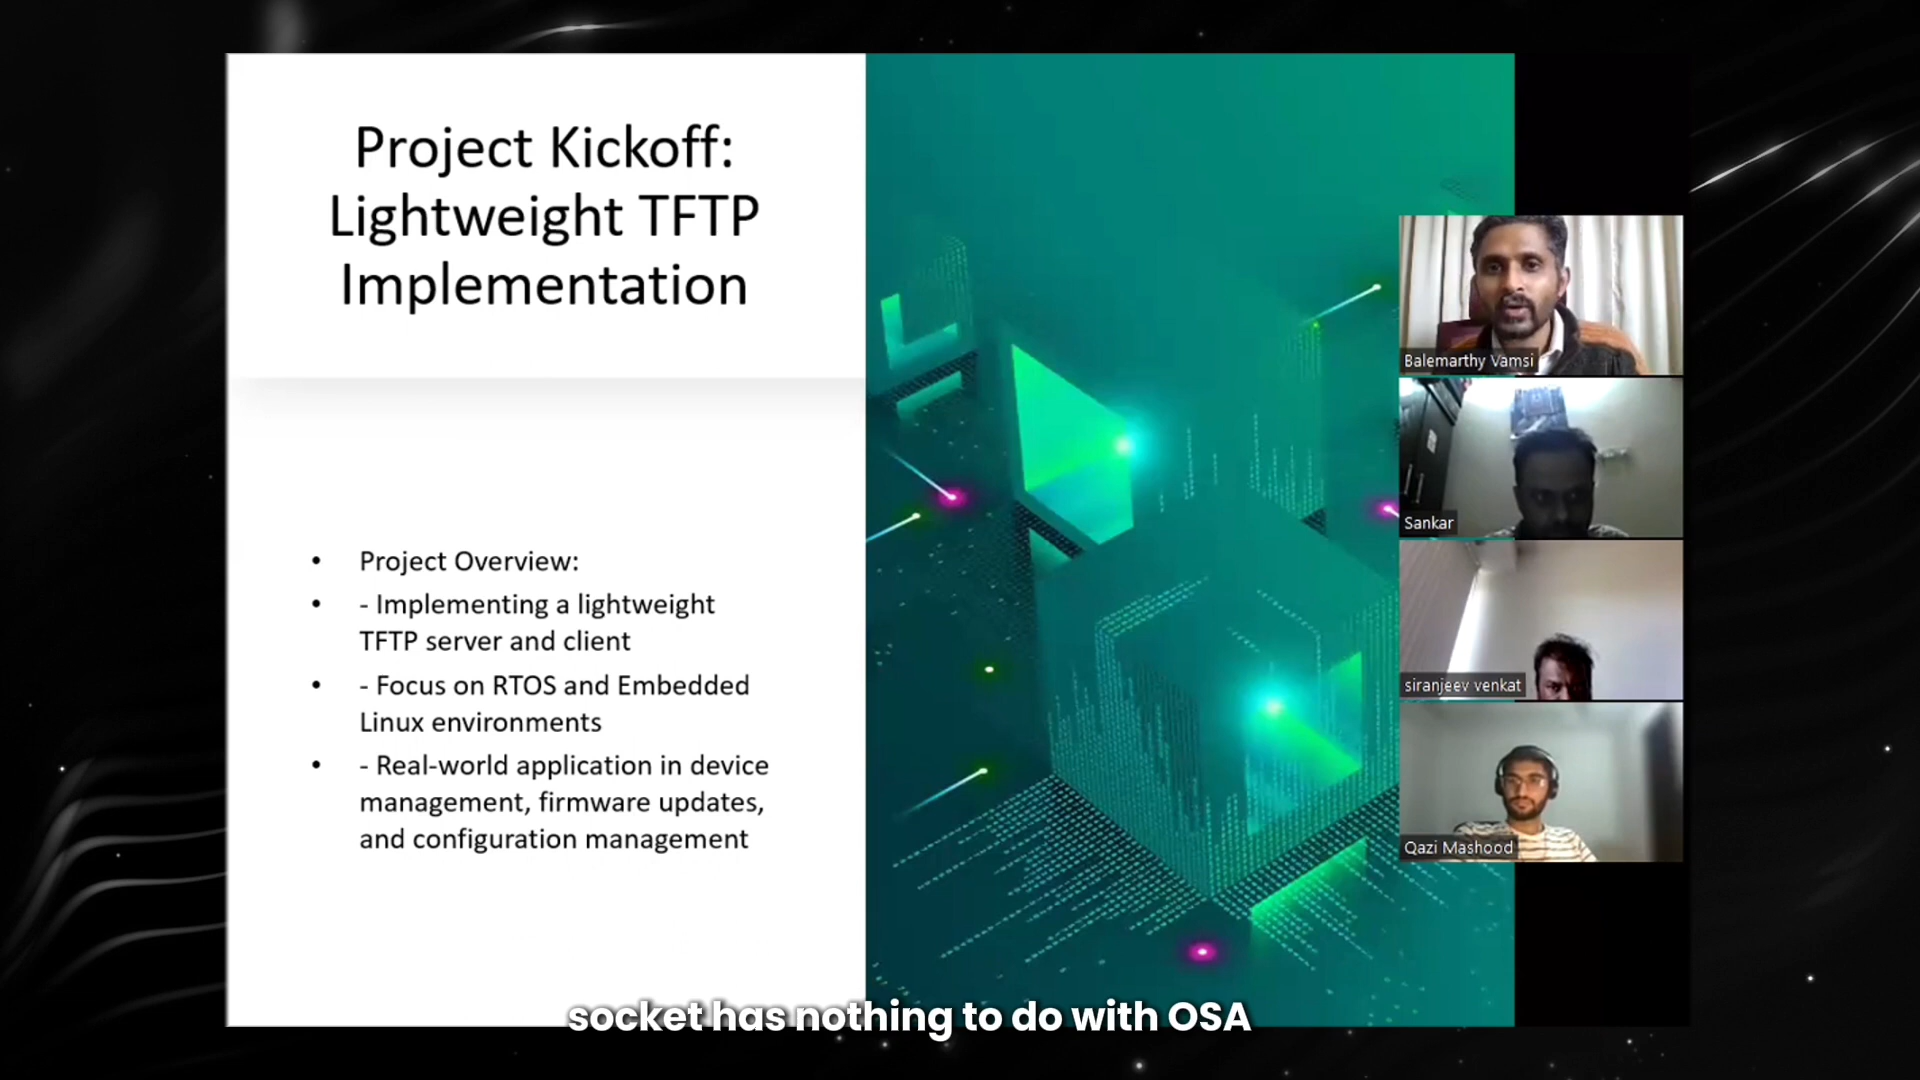 Project Kickoff:
Lightweight TFTP
Implementation
• Project Overview:
• - Implementing a lightweight
TFTP server and client
• - Focus on RTOS and Embedded
Linux environments
• - Real-world application in device
management, firmware updates,
and configuration management
Balemarthy Vamsi
Sankar
siranjeev venkat
Qazi Mashood
socket has nothing to do with OSA